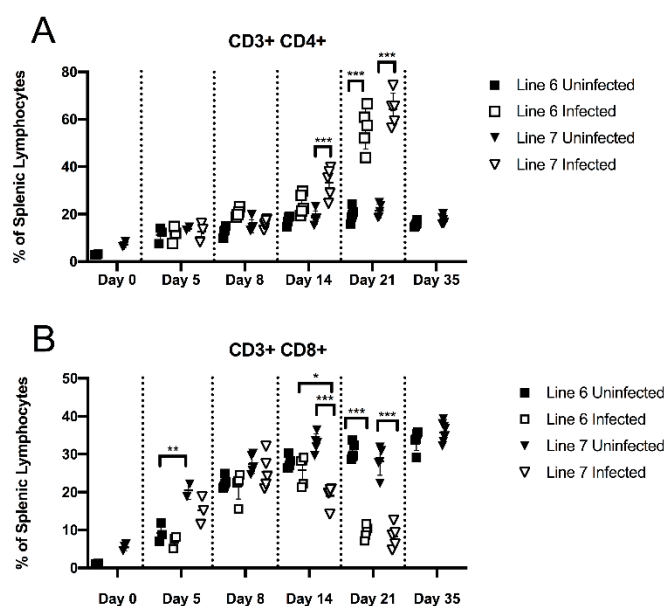 A
CD3+ CD4+
% of Splenic Lymphocytes
80
60
40
20
0
***
***
***
Day 0 Day 5 Day 8 Day 14 Day 21 Day 35
Line 6 Uninfected
Line 6 Infected
Line 7 Uninfected
Line 7 Infected
B
CD3+ CD8+
% of Splenic Lymphocytes
50
40
30
20
10
0
**
*
***
***
***
Day 0 Day 5 Day 8 Day 14 Day 21 Day 35
Line 6 Uninfected
Line 6 Infected
Line 7 Uninfected
Line 7 Infected